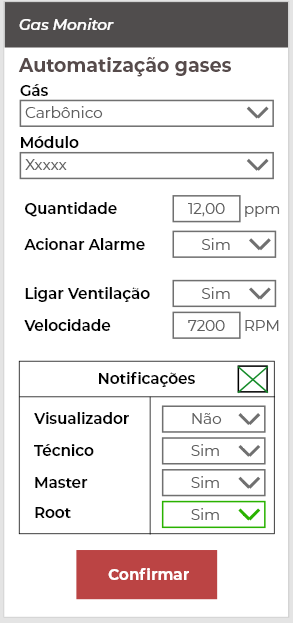 Gas Monitor
Automatização gases
Gás
Carbônico
Módulo
Xxxxx
Quantidade 12,00 ppm
Acionar Alarme Sim
Ligar Ventilação Sim
Velocidade 7200 RPM
Notificações
Visualizador Não
Técnico Sim
Master Sim
Root Sim
Confirmar